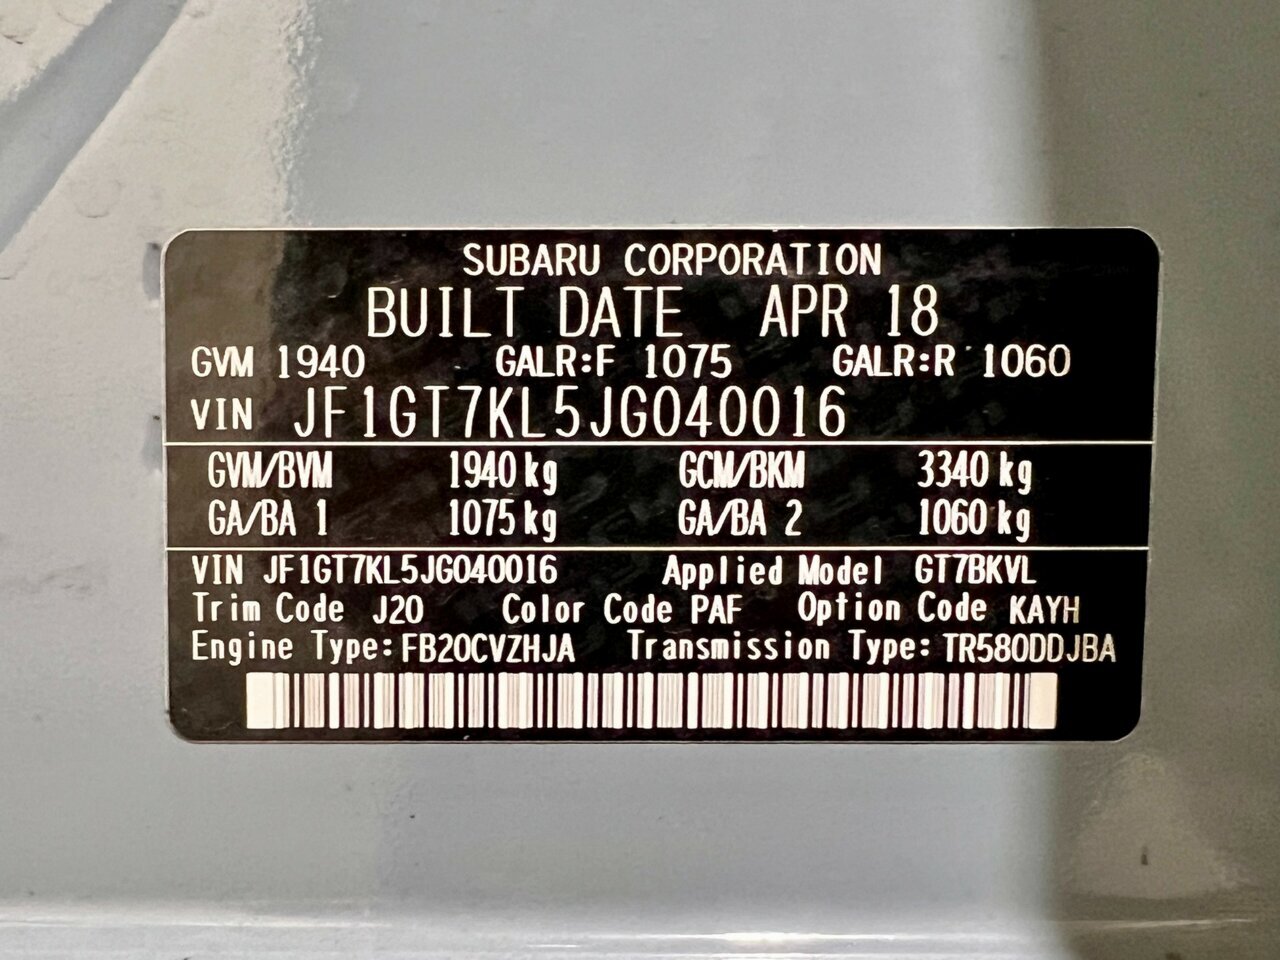 SUBARU CORPORATION
BUILT DATE APR 18
GVM 1940 GALR:F 1075 GALR:R 1060
VIN JF1GT7KL5JG040016
GVM/BVM 1940 kg GCM/BKM 3340 kg
GA/BA 1 1075 kg GA/BA 2 1060 kg
VIN JF1GT7KL5JG040016 Applied Model GT7BKVL
Trim Code J20 Color Code PAF Option Code KAYH
Engine Type: FB20CVZHJA Transmission Type: TR580DDJBA